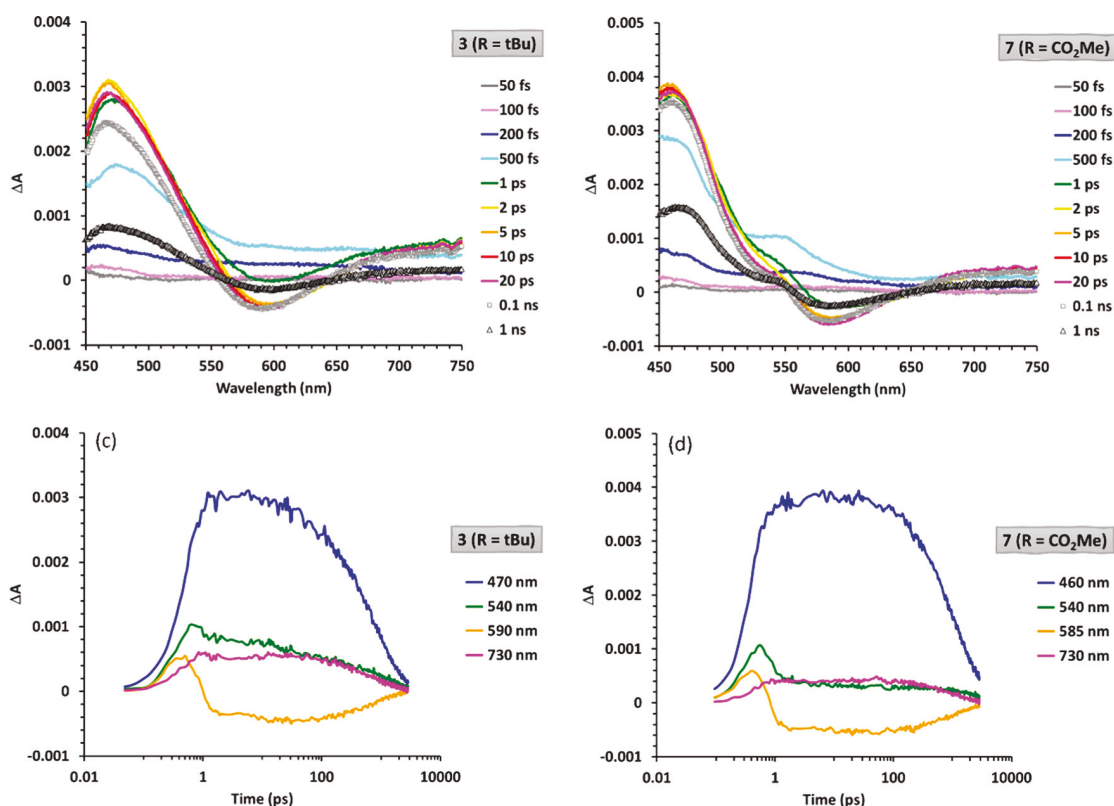 0.004
0.003
0.002
0.001
0
-0.001
ΔA
450 500 550 600 650 700 750
Wavelength (nm)
3 (R = tBu)
50 fs
100 fs
200 fs
500 fs
1 ps
2 ps
5 ps
10 ps
20 ps
0.1 ns
1 ns
0.005
0.004
0.003
0.002
0.001
0
-0.001
ΔA
450 500 550 600 650 700 750
Wavelength (nm)
7 (R = CO₂Me)
50 fs
100 fs
200 fs
500 fs
1 ps
2 ps
5 ps
10 ps
20 ps
0.1 ns
1 ns
(c)
0.004
0.003
0.002
0.001
0
-0.001
ΔA
0.01 1 100 10000
Time (ps)
3 (R = tBu)
470 nm
540 nm
590 nm
730 nm
(d)
0.005
0.004
0.003
0.002
0.001
0
-0.001
ΔA
0.01 0.1 1 10 100 1000 10000
Time (ps)
7 (R = CO₂Me)
460 nm
540 nm
585 nm
730 nm